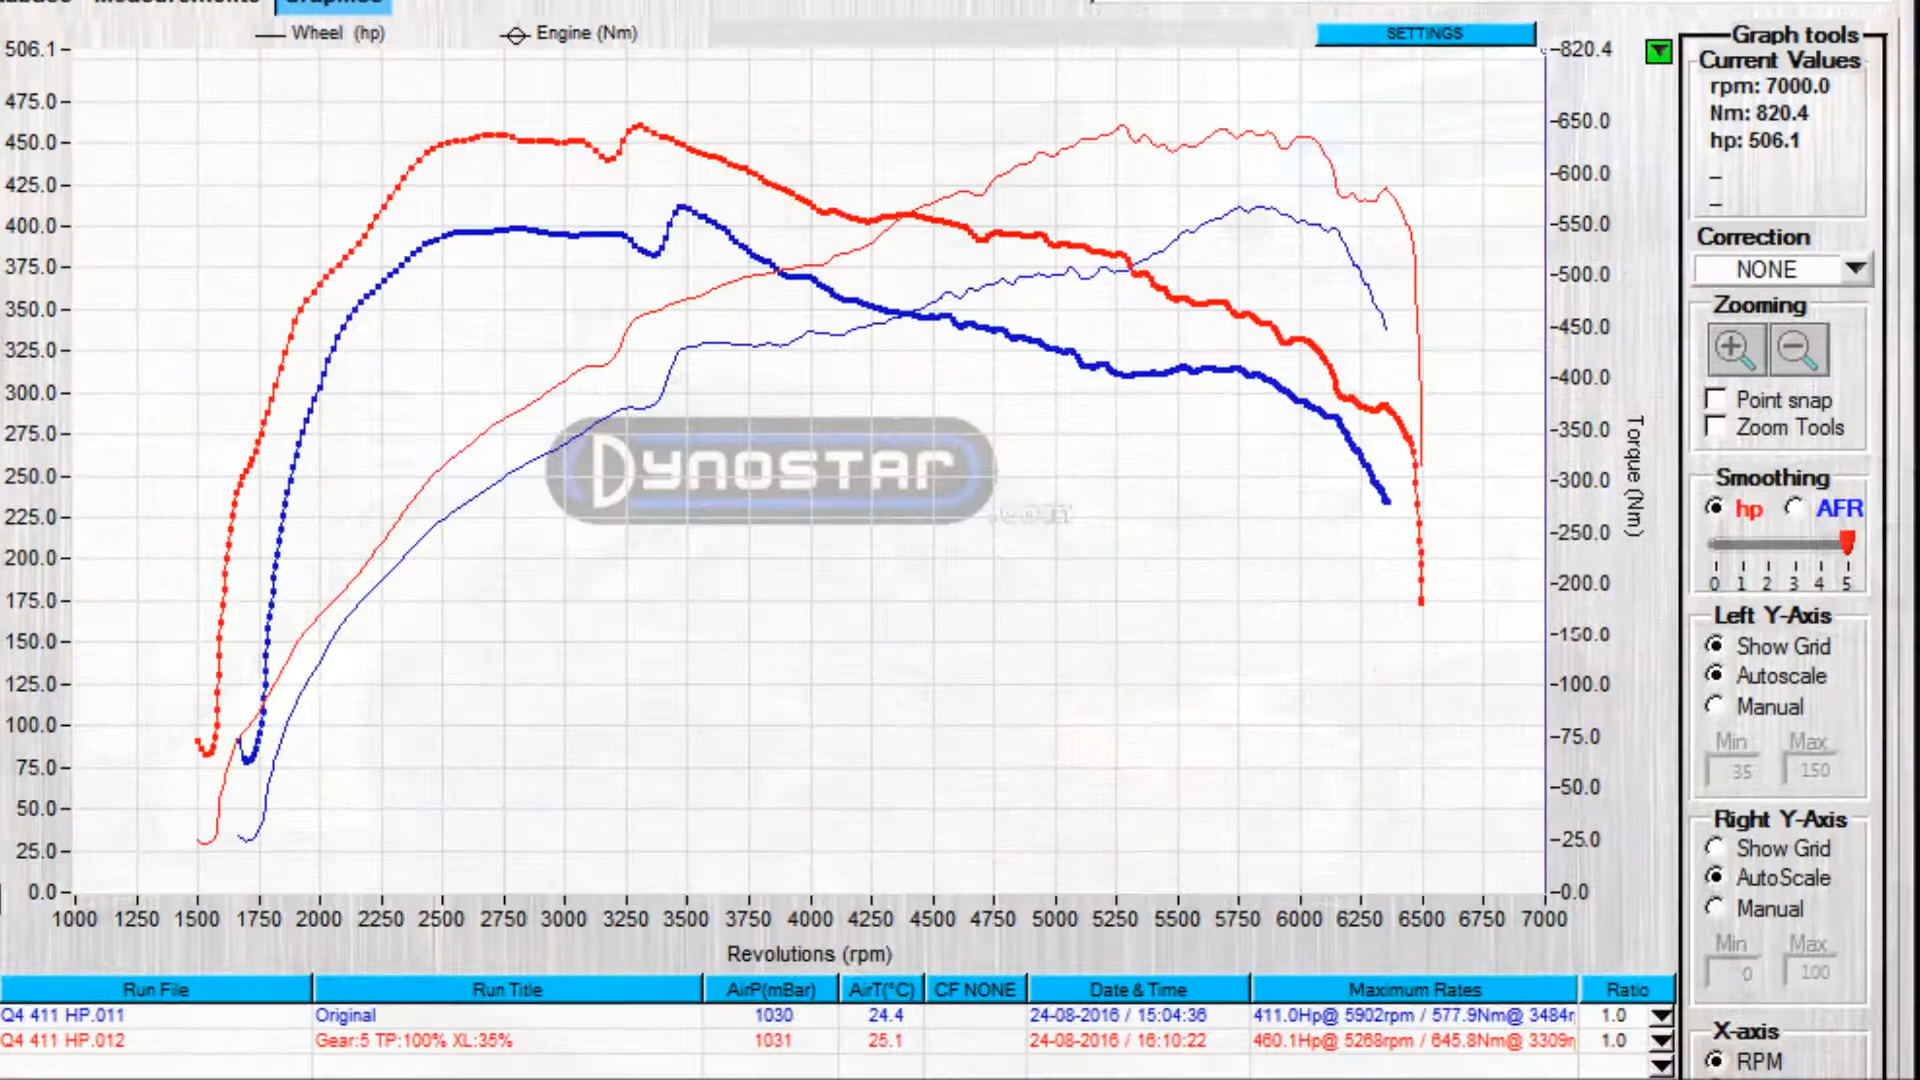 Wheel (hp)
Engine (Nm)
SETTINGS
506.1
475.0
450.0
425.0
400.0
375.0
350.0
325.0
300.0
275.0
250.0
225.0
200.0
175.0
150.0
125.0
100.0
75.0
50.0
25.0
0.0
820.4
650.0
600.0
550.0
500.0
450.0
400.0
350.0
300.0
250.0
200.0
150.0
100.0
75.0
50.0
25.0
0.0
Torque (Nm)
DYNOSTAR
.com
1000 1250 1500 1750 2000 2250 2500 2750 3000 3250 3500 3750 4000 4250 4500 4750 5000 5250 5500 5750 6000 6250 6500 6750 7000
Revolutions (rpm)
Run File Run Title AirP(mBar) AirT(°C) CF NONE Date & Time Maximum Rates Ratio
Q4 411 HP.011 Original 1030 24.4 24-08-2016 / 15:04:36 411.0Hp@ 5902rpm / 577.9Nm@ 3484r 1.0
Q4 411 HP.012 Gear:5 TP:100% XL:35% 1031 25.1 24-08-2016 / 16:10:22 460.1Hp@ 5268rpm / 645.8Nm@ 3309r 1.0
Graph tools
Current Values
rpm: 7000.0
Nm: 820.4
hp: 506.1
Correction
NONE
Zooming
Point snap
Zoom Tools
Smoothing
hp AFR
0 1 2 3 4 5
Left Y-Axis
Show Grid
Autoscale
Manual
Min Max
35 150
Right Y-Axis
Show Grid
AutoScale
Manual
Min Max
0 100
X-axis
RPM